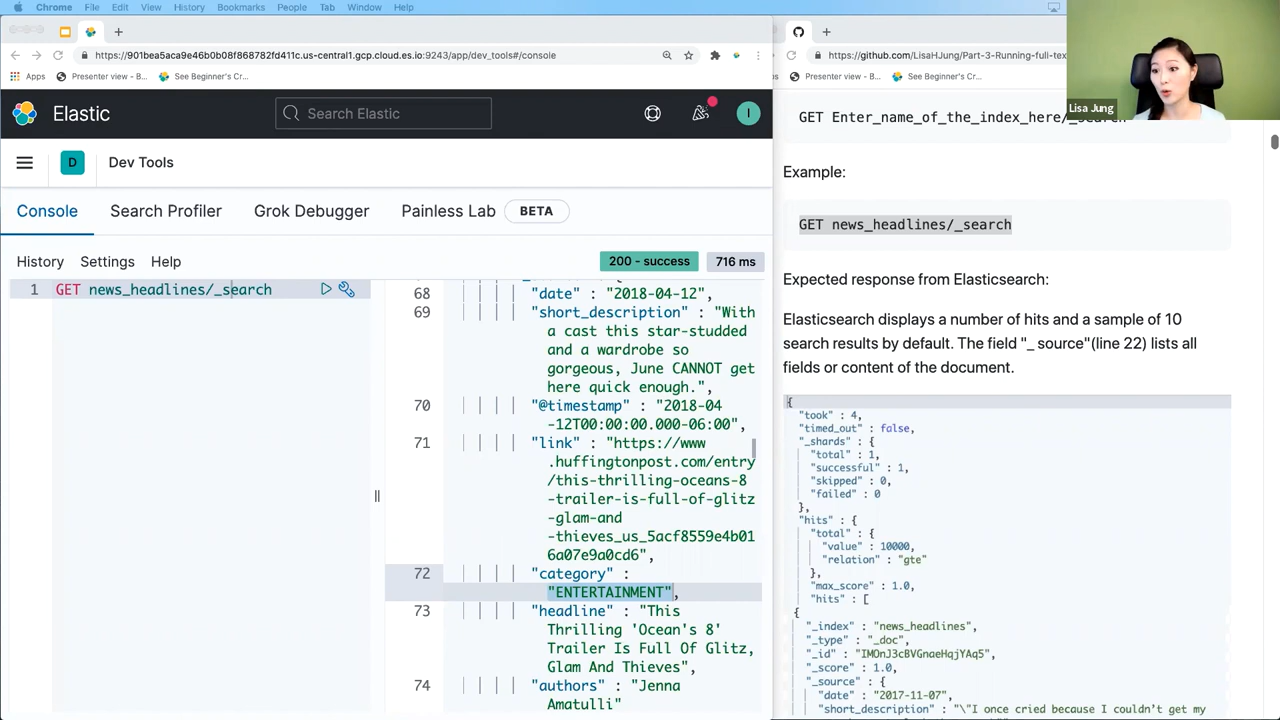 Chrome File Edit View History Bookmarks People Tab Window Help
https://901bea5aca9e46b0b08f868782fd411c.us-central1.gcp.cloud.es.io:9243/app/dev_tools#/console
Apps Presenter view - B... See Beginner's Cr...
Elastic
Search Elastic
I
D Dev Tools
Console Search Profiler Grok Debugger Painless Lab BETA
History Settings Help
200 - success 716 ms
1 GET news_headlines/_search
68 "date" : "2018-04-12",
69 "short_description" : "With
a cast this star-studded
and a wardrobe so
gorgeous, June CANNOT get
here quick enough.",
70 "@timestamp" : "2018-04
-12T00:00:00.000-06:00",
71 "link" : "https://www
.huffingtonpost.com/entry
/this-thrilling-oceans-8
-trailer-is-full-of-glitz
-glam-and
-thieves_us_5acf8559e4b01
6a07e9a0cd6",
72 "category" :
"ENTERTAINMENT",
73 "headline" : "This
Thrilling 'Ocean's 8'
Trailer Is Full Of Glitz,
Glam And Thieves",
74 "authors" : "Jenna
Amatulli"
https://github.com/LisaHJung/Part-3-Running-full-tex
Presenter view - B... See Beginner's Cr...
Lisa Jung
GET Enter_name_of_the_index_here/_search
Example:
GET news_headlines/_search
Expected response from Elasticsearch:
Elasticsearch displays a number of hits and a sample of 10
search results by default. The field "_ source"(line 22) lists all
fields or content of the document.
{
"took" : 4,
"timed_out" : false,
"_shards" : {
"total" : 1,
"successful" : 1,
"skipped" : 0,
"failed" : 0
},
"hits" : {
"total" : {
"value" : 10000,
"relation" : "gte"
},
"max_score" : 1.0,
"hits" : [
{
"_index" : "news_headlines",
"_type" : "_doc",
"_id" : "IMOnJ3cBVGnaeHqjYAq5",
"_score" : 1.0,
"_source" : {
"date" : "2017-11-07",
"short_description" : "\"I once cried because I couldn't get my